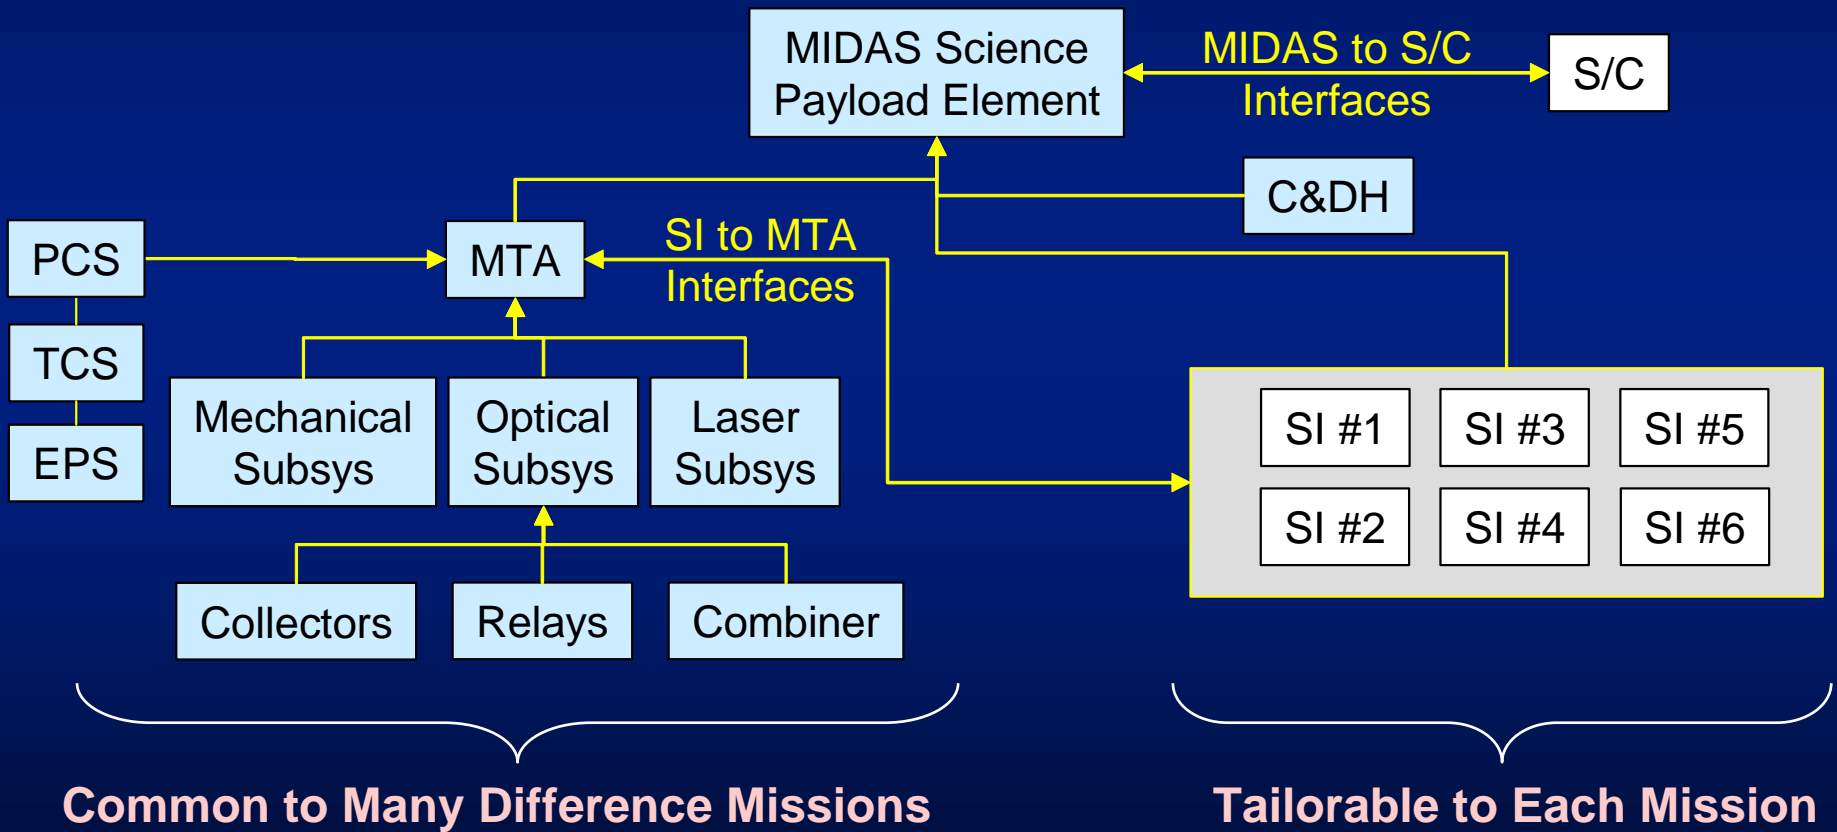 MIDAS Science
Payload Element
MIDAS to S/C
Interfaces
S/C
C&DH
PCS
MTA
SI to MTA
Interfaces
TCS
EPS
Mechanical
Subsys
Optical
Subsys
Laser
Subsys
SI #1
SI #3
SI #5
SI #2
SI #4
SI #6
Collectors
Relays
Combiner
Common to Many Difference Missions
Tailorable to Each Mission